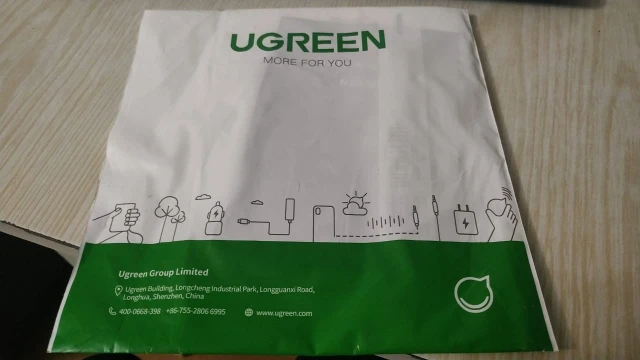 UGREEN
MORE FOR YOU
Ugreen Group Limited
Ugreen Building, Longcheng Industrial Park, Longguanxi Road,
Longhua, Shenzhen, China
400-0668-398 +86-755-2806 6995 www.ugreen.com